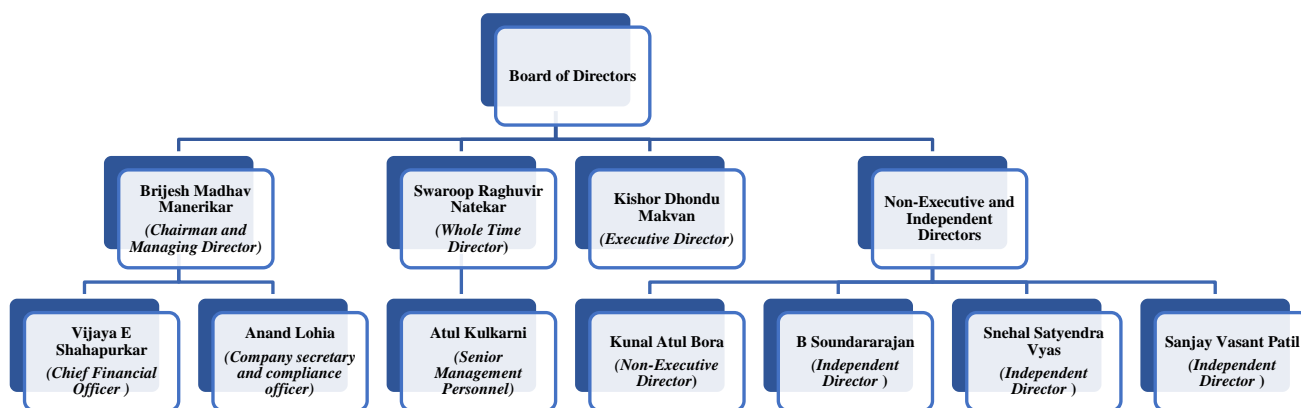 Board of Directors
Brijesh Madhav
Manerikar
(Chairman and
Managing Director)
Swaroop Raghuvir
Natekar
(Whole Time
Director)
Kishor Dhondu
Makvan
(Executive Director)
Non-Executive and
Independent
Directors
Vijaya E
Shahapurkar
(Chief Financial
Officer )
Anand Lohia
(Company secretary
and compliance
officer)
Atul Kulkarni
(Senior
Management
Personnel)
Kunal Atul Bora
(Non-Executive
Director)
B Soundararajan
(Independent
Director )
Snehal Satyendra
Vyas
(Independent
Director )
Sanjay Vasant Patil
(Independent
Director )